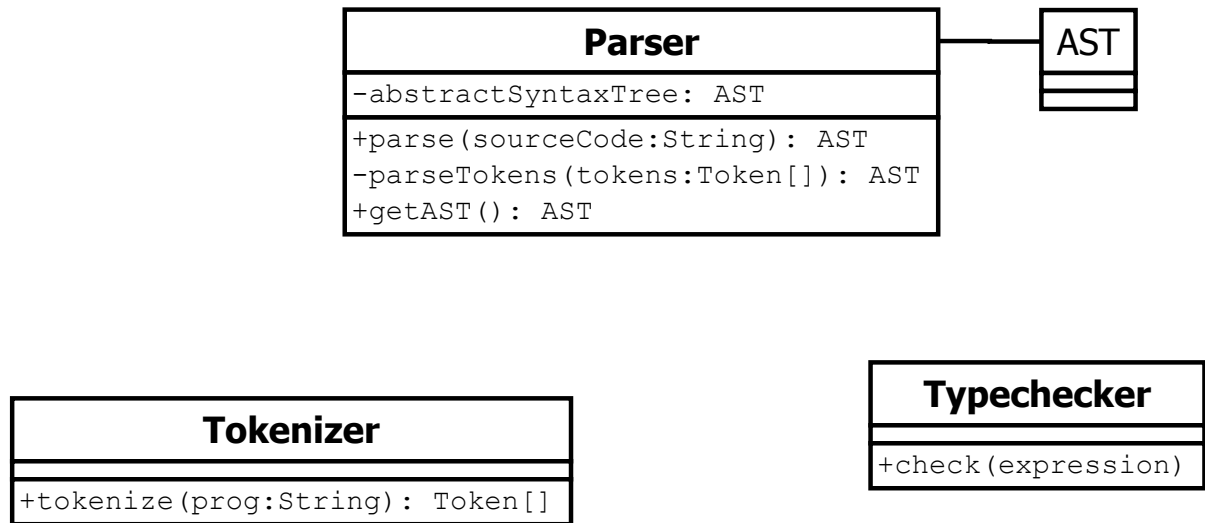 Parser
AST
-abstractSyntaxTree: AST
+parse(sourceCode:String): AST
-parseTokens(tokens:Token[]): AST
+getAST(): AST
Typechecker
+check(expression)
Tokenizer
+tokenize(prog:String): Token[]